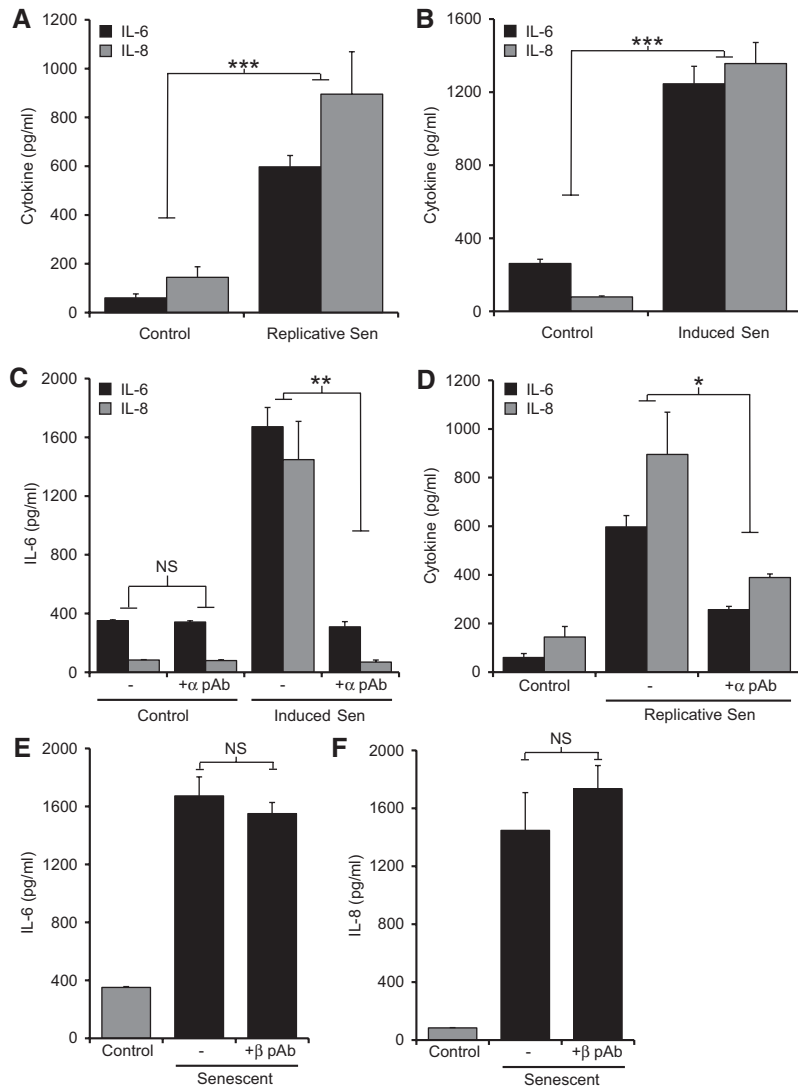 A
1200
1000
800
600
400
200
0
Cytokine (pg/ml)
IL-6
IL-8
***
Control
Replicative Sen
B
1600
1200
800
400
0
Cytokine (pg/ml)
IL-6
IL-8
***
Control
Induced Sen
C
2000
1600
1200
800
400
0
IL-6 (pg/ml)
IL-6
IL-8
NS
**
-
+α pAb
-
+α pAb
Control
Induced Sen
D
1200
1000
800
600
400
200
0
Cytokine (pg/ml)
IL-6
IL-8
*
Control
-
+α pAb
Replicative Sen
E
2000
1600
1200
800
400
0
IL-6 (pg/ml)
NS
Control
-
+β pAb
Senescent
F
2000
1600
1200
800
400
0
IL-8 (pg/ml)
NS
Control
-
+β pAb
Senescent